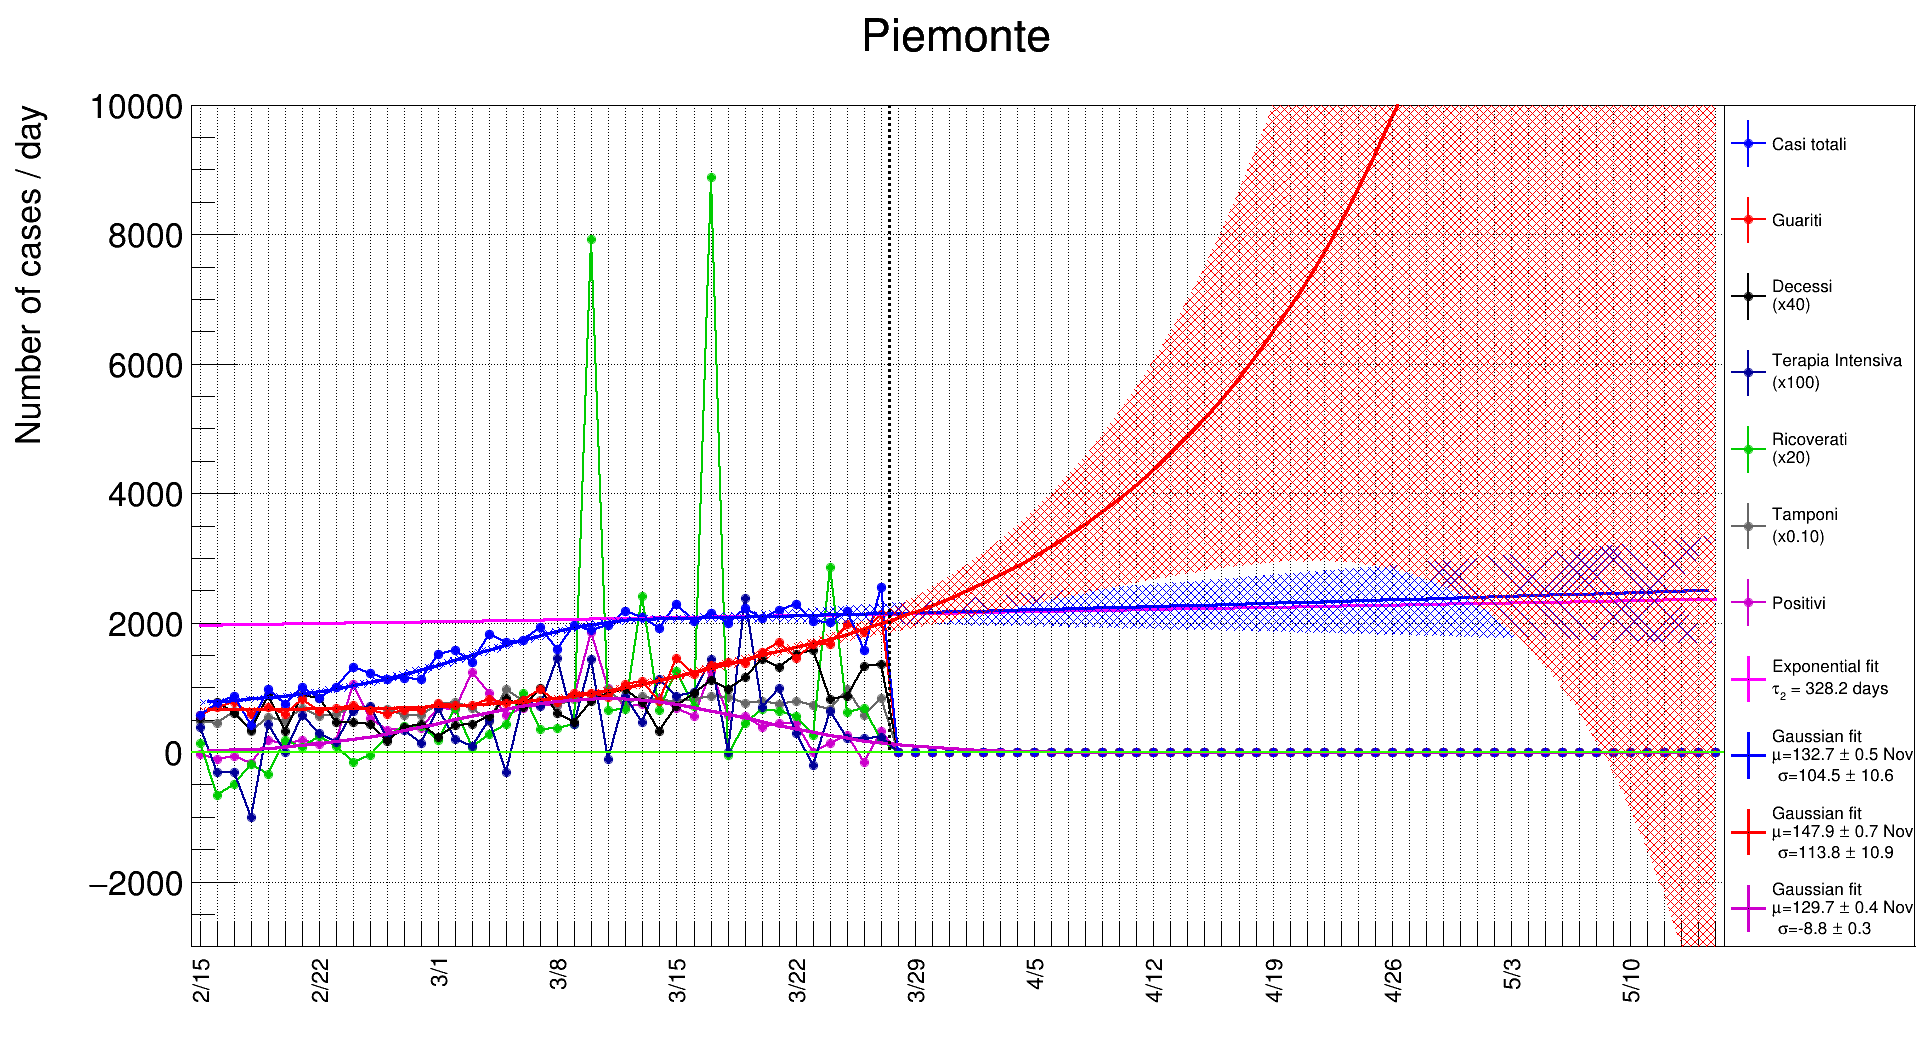 Piemonte
Number of cases / day
10000
8000
6000
4000
2000
0
−2000
2/15
2/22
3/1
3/8
3/15
3/22
3/29
4/5
4/12
4/19
4/26
5/3
5/10
Casi totali
Guariti
Decessi
(x40)
Terapia Intensiva
(x100)
Ricoverati
(x20)
Tamponi
(x0.10)
Positivi
Exponential fit
τ2 = 328.2 days
Gaussian fit
μ=132.7 ± 0.5 Nov
σ=104.5 ± 10.6
Gaussian fit
μ=147.9 ± 0.7 Nov
σ=113.8 ± 10.9
Gaussian fit
μ=129.7 ± 0.4 Nov
σ=-8.8 ± 0.3